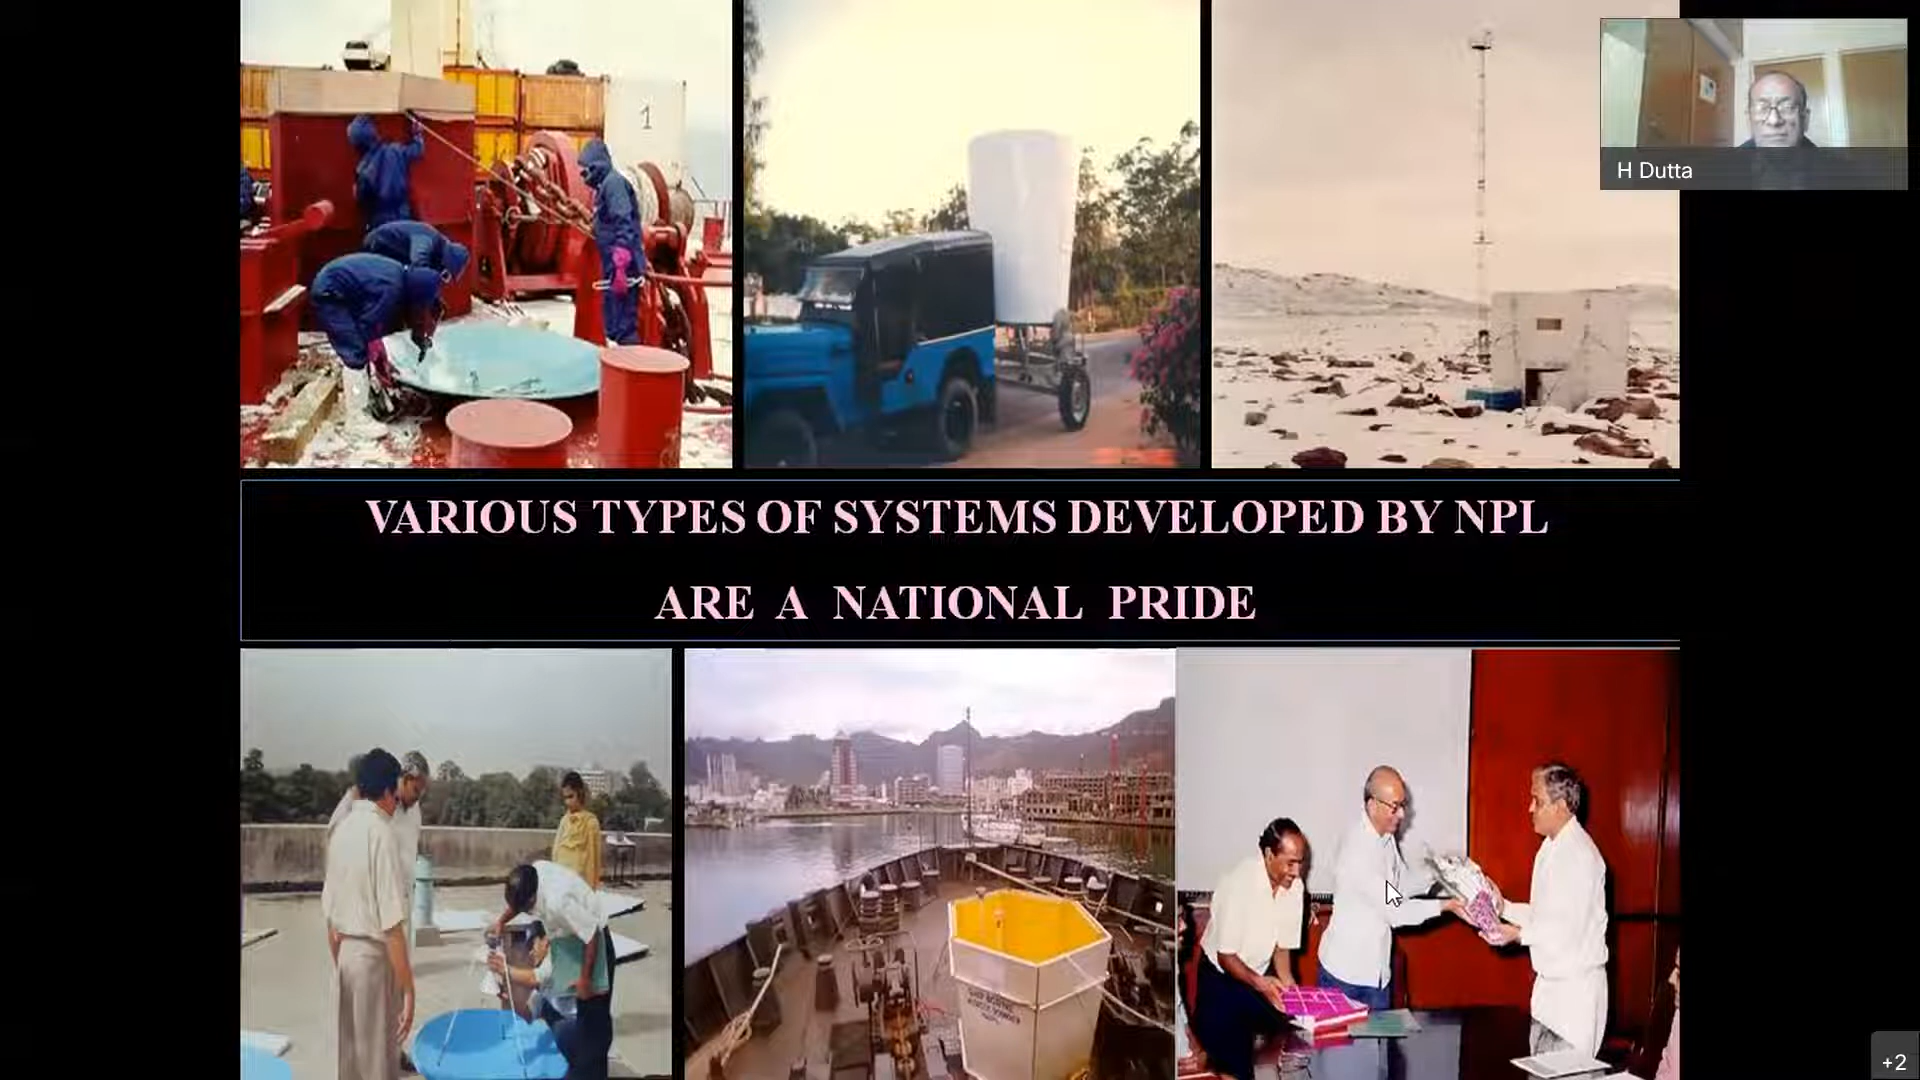 1
H Dutta
VARIOUS TYPES OF SYSTEMS DEVELOPED BY NPL
ARE A NATIONAL PRIDE
+2